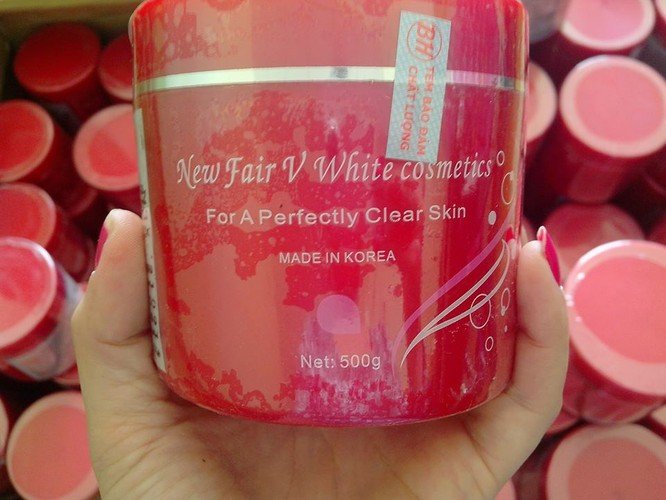 BH
TEM BẢO ĐẢM
CHẤT LƯỢNG
New Fair V White cosmetics
For A Perfectly Clear Skin
MADE IN KOREA
Net: 500g